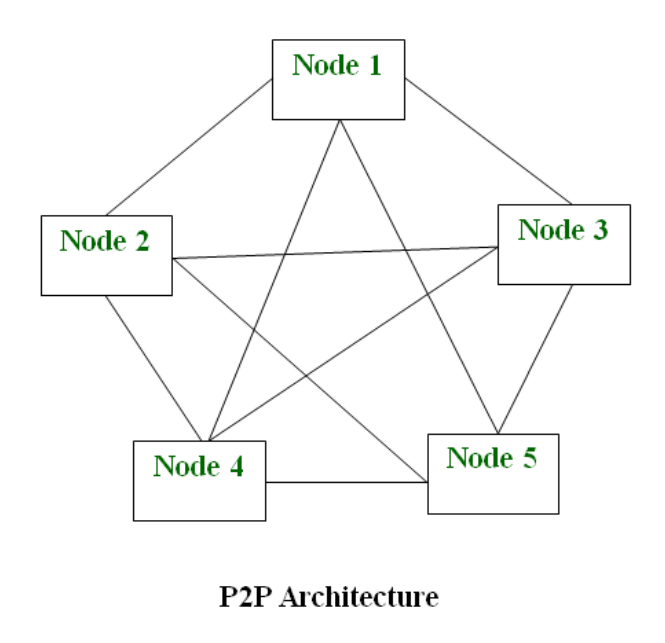 Node 1
Node 2
Node 3
Node 4
Node 5
P2P Architecture